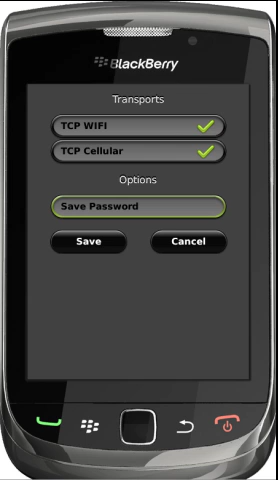 BlackBerry
Transports
TCP WIFI
TCP Cellular
Options
Save Password
Save
Cancel